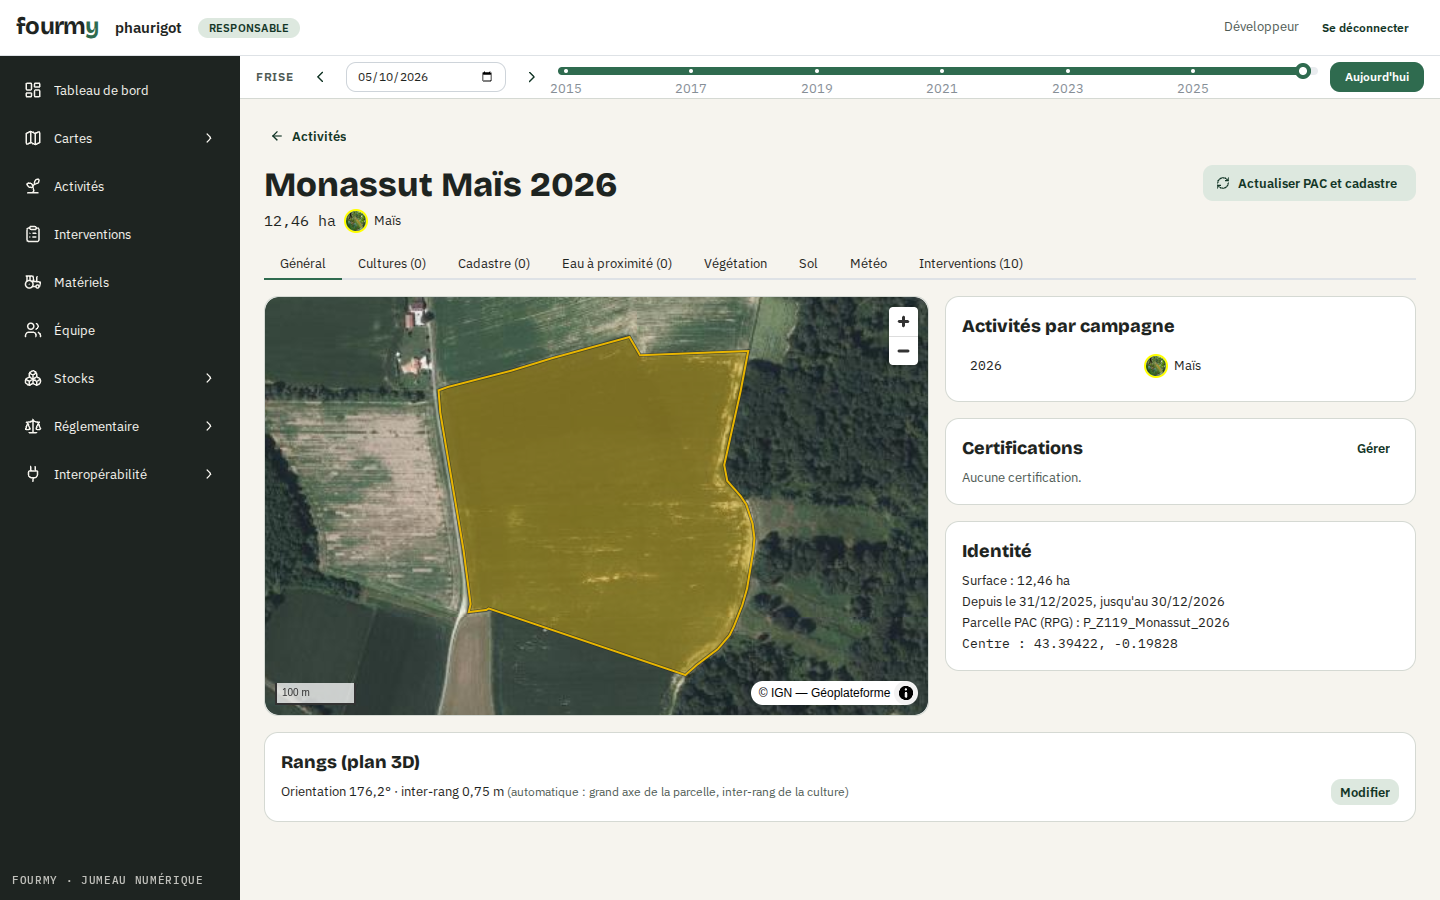 fourmy phaurigot RESPONSABLE
Développeur Se déconnecter
Tableau de bord
Cartes
Activités
Interventions
Matériels
Équipe
Stocks
Réglementaire
Interopérabilité
FOURMY · JUMEAU NUMÉRIQUE
FRISE 05/10/2026
2015 2017 2019 2021 2023 2025
Aujourd'hui
Activités
Monassut Maïs 2026
Actualiser PAC et cadastre
12,46 ha Maïs
Général Cultures (0) Cadastre (0) Eau à proximité (0) Végétation Sol Météo Interventions (10)
100 m
© IGN — Géoplateforme
Activités par campagne
2026 Maïs
Certifications Gérer
Aucune certification.
Identité
Surface : 12,46 ha
Depuis le 31/12/2025, jusqu'au 30/12/2026
Parcelle PAC (RPG) : P_Z119_Monassut_2026
Centre : 43.39422, -0.19828
Rangs (plan 3D)
Orientation 176,2° · inter-rang 0,75 m (automatique : grand axe de la parcelle, inter-rang de la culture)
Modifier